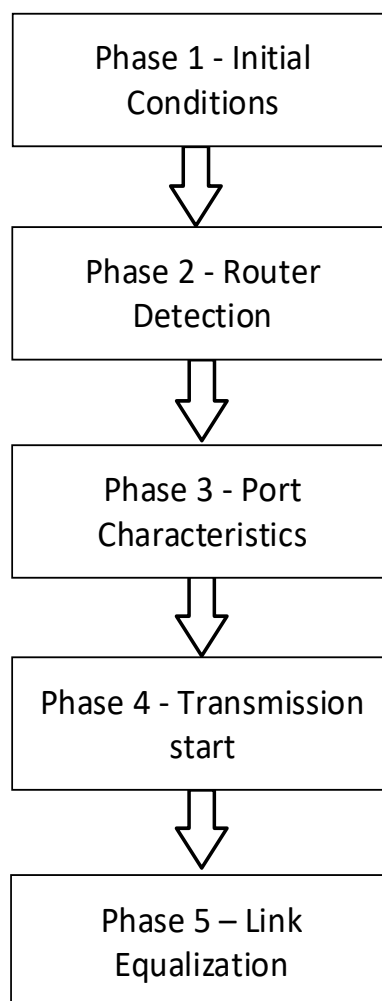 Phase 1 - Initial
Conditions
Phase 2 - Router
Detection
Phase 3 - Port
Characteristics
Phase 4 - Transmission
start
Phase 5 – Link
Equalization